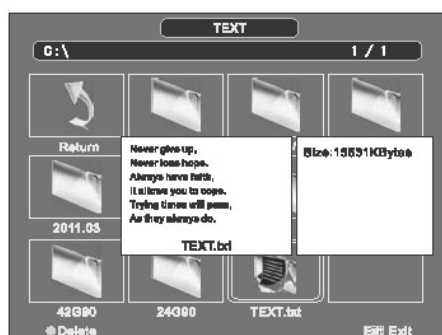 TEXT
C:\ 1 / 1
Return
Never give up,
Never lose hope.
Always have faith,
It allows you to cope.
Trying times will pass,
As they always do.
TEXT.txt
Size:15631KBytes
2011.03
42G90 24G90 TEXT.txt
Delete Exit Exit